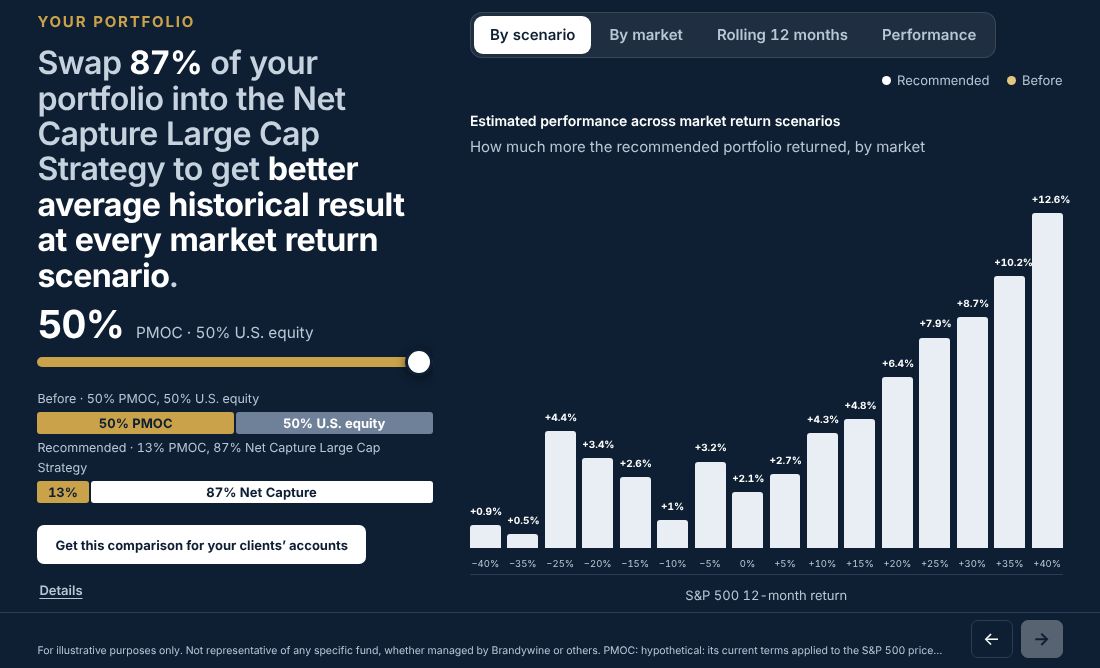 YOUR PORTFOLIO
Swap 87% of your
portfolio into the Net
Capture Large Cap
Strategy to get better
average historical result
at every market return
scenario.
50% PMOC · 50% U.S. equity
Before · 50% PMOC, 50% U.S. equity
50% PMOC 50% U.S. equity
Recommended · 13% PMOC, 87% Net Capture Large Cap
Strategy
13% 87% Net Capture
Get this comparison for your clients’ accounts
Details
By scenario By market Rolling 12 months Performance
Recommended Before
Estimated performance across market return scenarios
How much more the recommended portfolio returned, by market
+12.6%
+10.2%
+8.7%
+7.9%
+6.4%
+4.8%
+4.4%
+4.3%
+3.4%
+3.2%
+2.7%
+2.6%
+2.1%
+1%
+0.9%
+0.5%
−40% −35% −25% −20% −15% −10% −5% 0% +5% +10% +15% +20% +25% +30% +35% +40%
S&P 500 12-month return
For illustrative purposes only. Not representative of any specific fund, whether managed by Brandywine or others. PMOC: hypothetical: its current terms applied to the S&P 500 price...